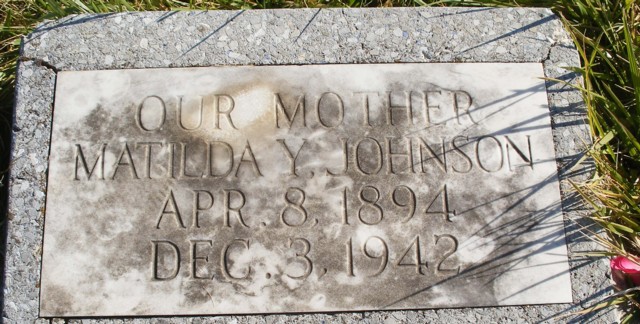 OUR MOTHER
MATILDA Y. JOHNSON
APR. 8, 1894
DEC. 3, 1942